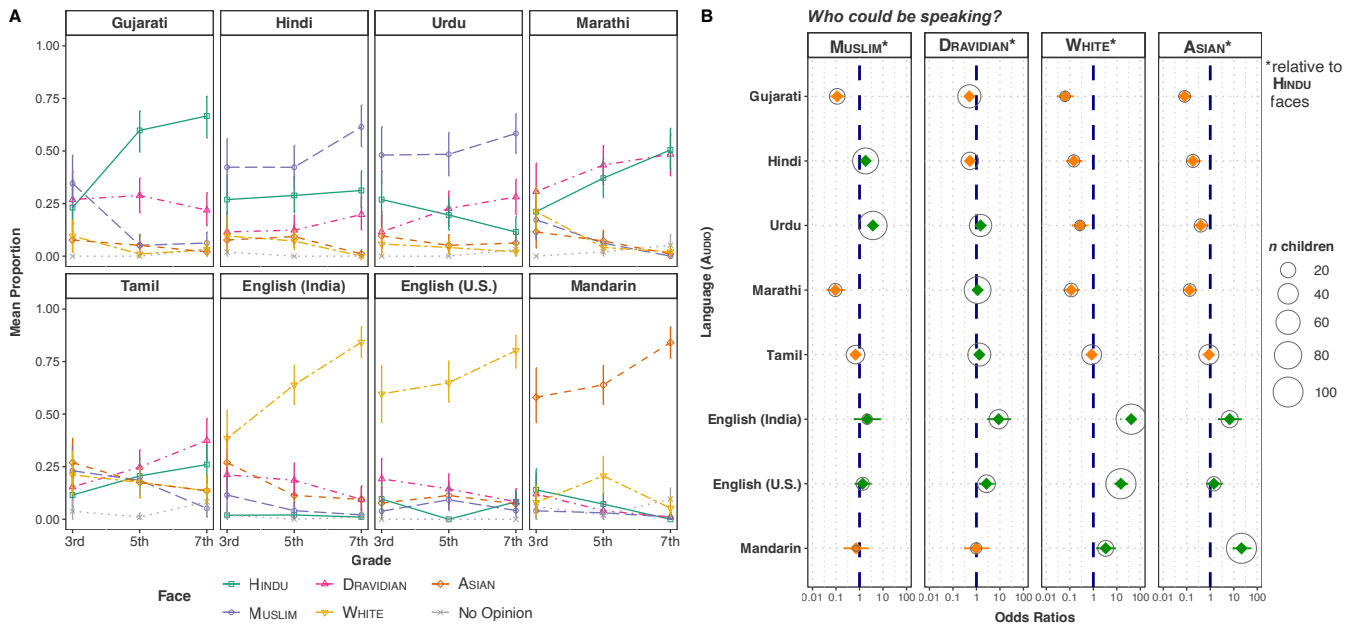 A
Gujarati Hindi Urdu Marathi
1.00
0.75
0.50
0.25
0.00
Tamil English (India) English (U.S.) Mandarin
1.00
0.75
0.50
0.25
0.00
Mean Proportion
3rd 5th 7th 3rd 5th 7th 3rd 5th 7th 3rd 5th 7th
Grade
Face
HINDU DRAVIDIAN ASIAN
MUSLIM WHITE No Opinion
B
Who could be speaking?
MUSLIM* DRAVIDIAN* WHITE* ASIAN*
*relative to
HINDU
faces
Language (AUDIO)
Gujarati
Hindi
Urdu
Marathi
Tamil
English (India)
English (U.S.)
Mandarin
0.01 0.1 1 10 100 0.01 0.1 1 10 100 0.01 0.1 1 10 100 0.01 0.1 1 10 100
Odds Ratios
n children
20
40
60
80
100